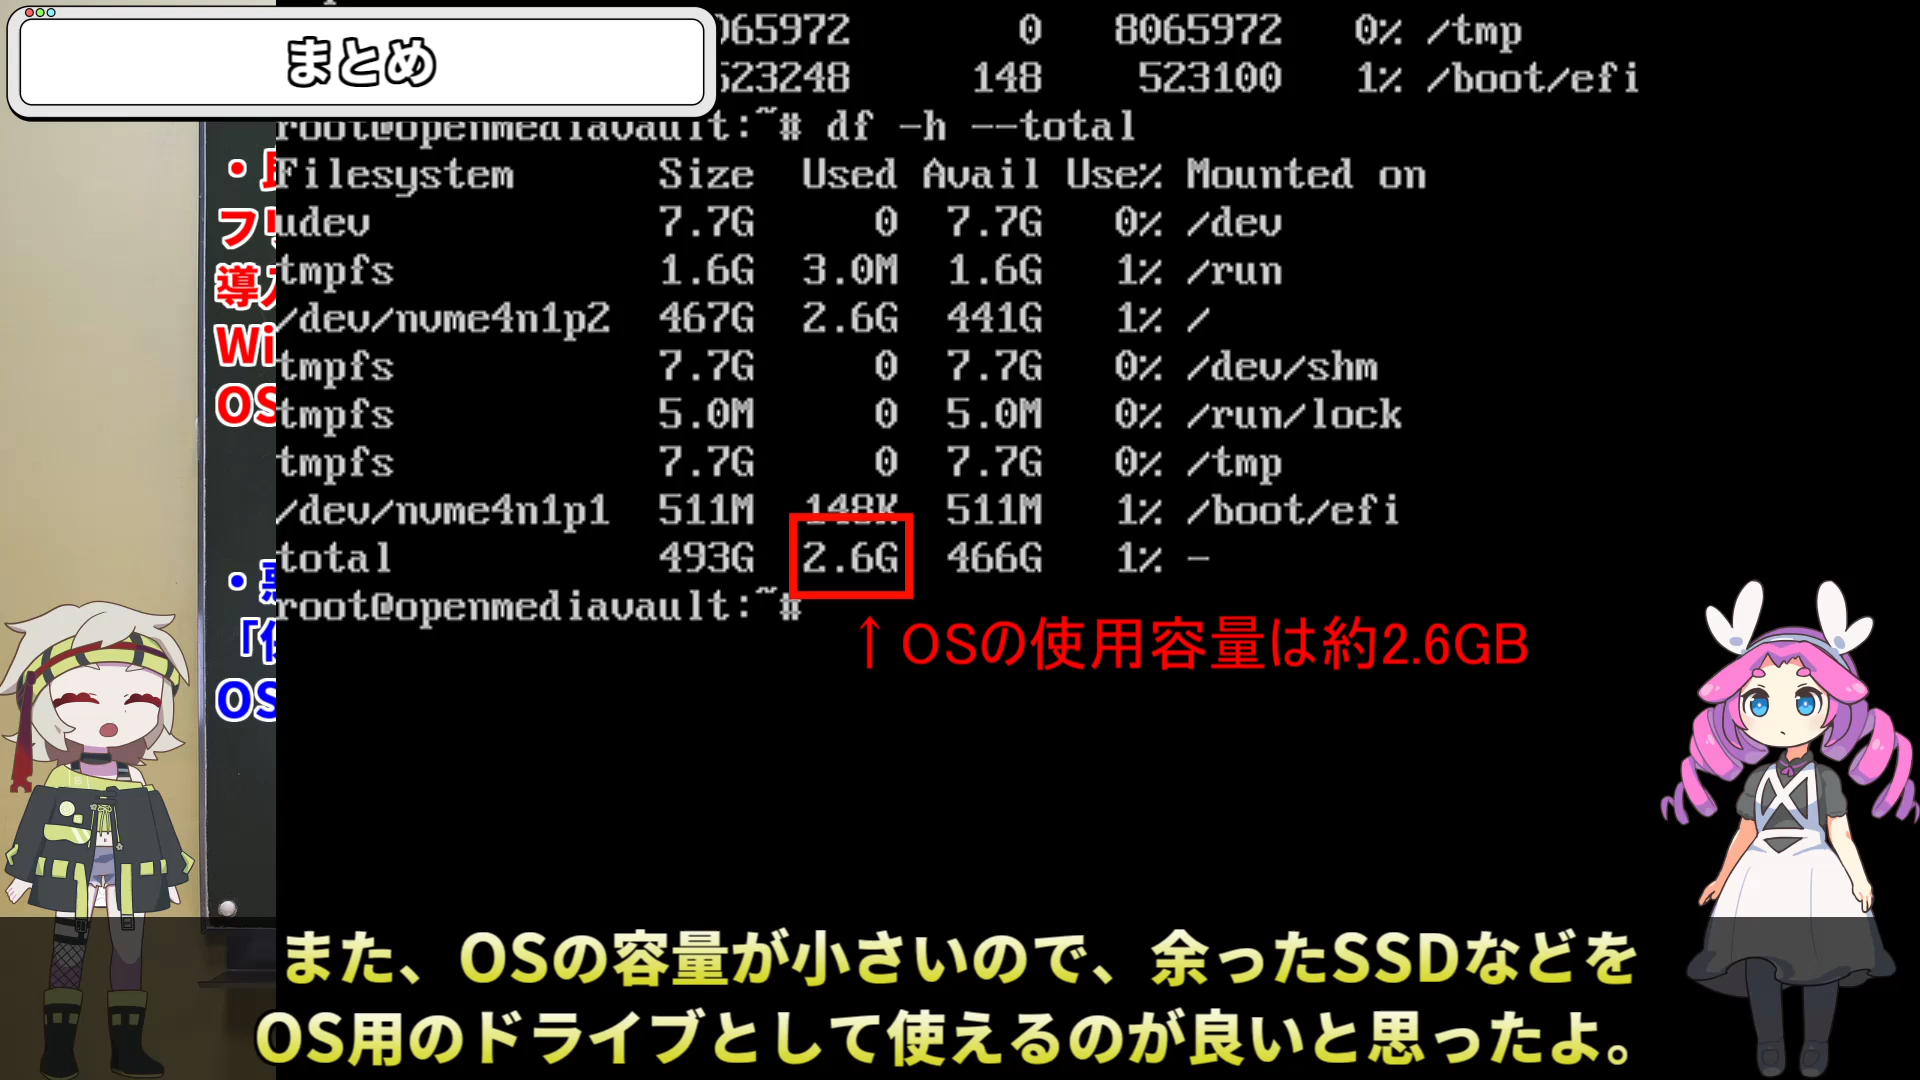 まとめ
8065972 0% /tmp
523248 148 523100 1% /boot/efi
root@openmediavault:~# df -h --total
Filesystem Size Used Avail Use% Mounted on
udev 7.7G 0 7.7G 0% /dev
tmpfs 1.6G 3.0M 1.6G 1% /run
/dev/nvme4n1p2 467G 2.6G 441G 1% /
tmpfs 7.7G 0 7.7G 0% /dev/shm
tmpfs 5.0M 0 5.0M 0% /run/lock
tmpfs 7.7G 0 7.7G 0% /tmp
/dev/nvme4n1p1 511M 148K 511M 1% /boot/efi
total 493G 2.6G 466G 1% -
root@openmediavault:~#
↑OSの使用容量は約2.6GB
また、OSの容量が小さいので、余ったSSDなどを
OS用のドライブとして使えるのが良いと思ったよ。